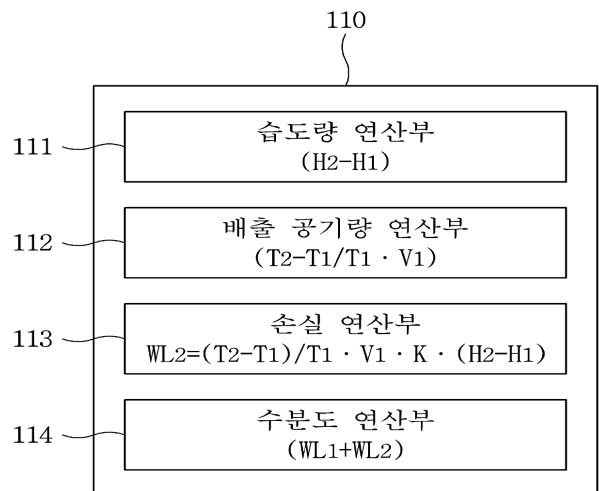 110
111
습도량 연산부
(H2-H1)
112
배출 공기량 연산부
(T2-T1/T1 · V1)
113
손실 연산부
WL2=(T2-T1)/T1 · V1 · K · (H2-H1)
114
수분도 연산부
(WL1+WL2)